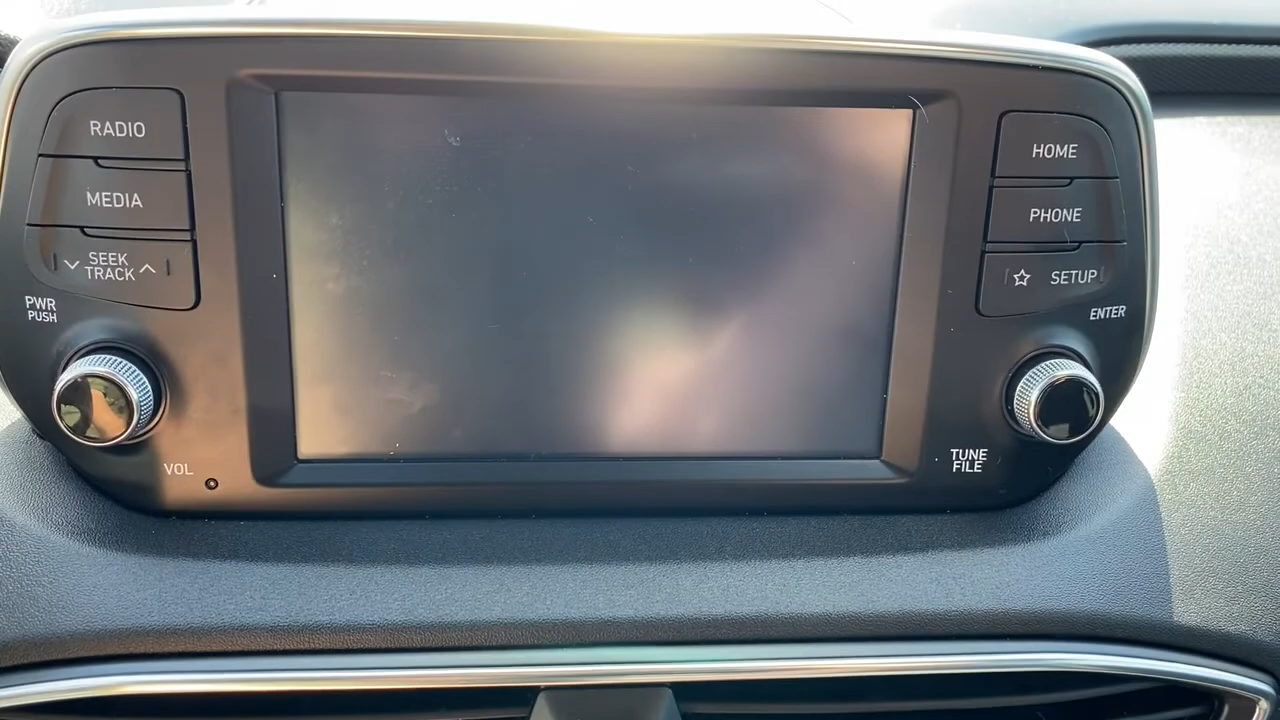 RADIO
MEDIA
SEEK
TRACK
PWR
PUSH
VOL
HOME
PHONE
SETUP
ENTER
TUNE
FILE